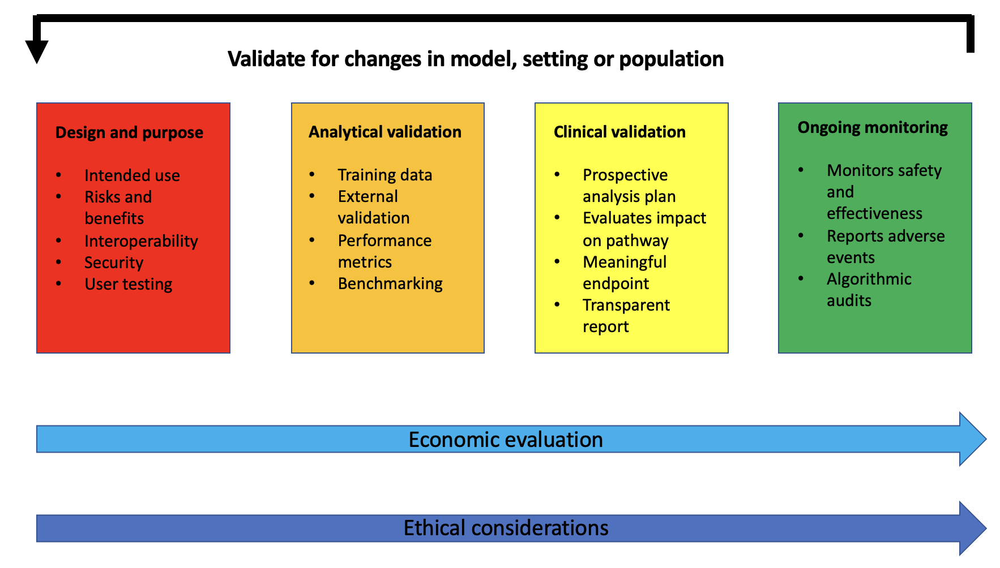 Validate for changes in model, setting or population
Design and purpose
• Intended use
• Risks and
benefits
• Interoperability
• Security
• User testing
Analytical validation
• Training data
• External
validation
• Performance
metrics
• Benchmarking
Clinical validation
• Prospective
analysis plan
• Evaluates impact
on pathway
• Meaningful
endpoint
• Transparent
report
Ongoing monitoring
• Monitors safety
and
effectiveness
• Reports adverse
events
• Algorithmic
audits
Economic evaluation
Ethical considerations